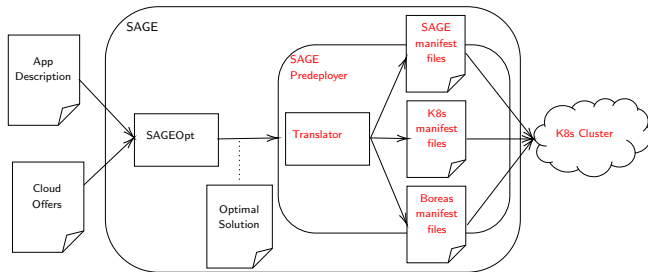 SAGE
App
Description
Cloud
Offers
SAGEOpt
Optimal
Solution
SAGE
Predeployer
Translator
SAGE
manifest
files
K8s
manifest
files
Boreas
manifest
files
K8s Cluster